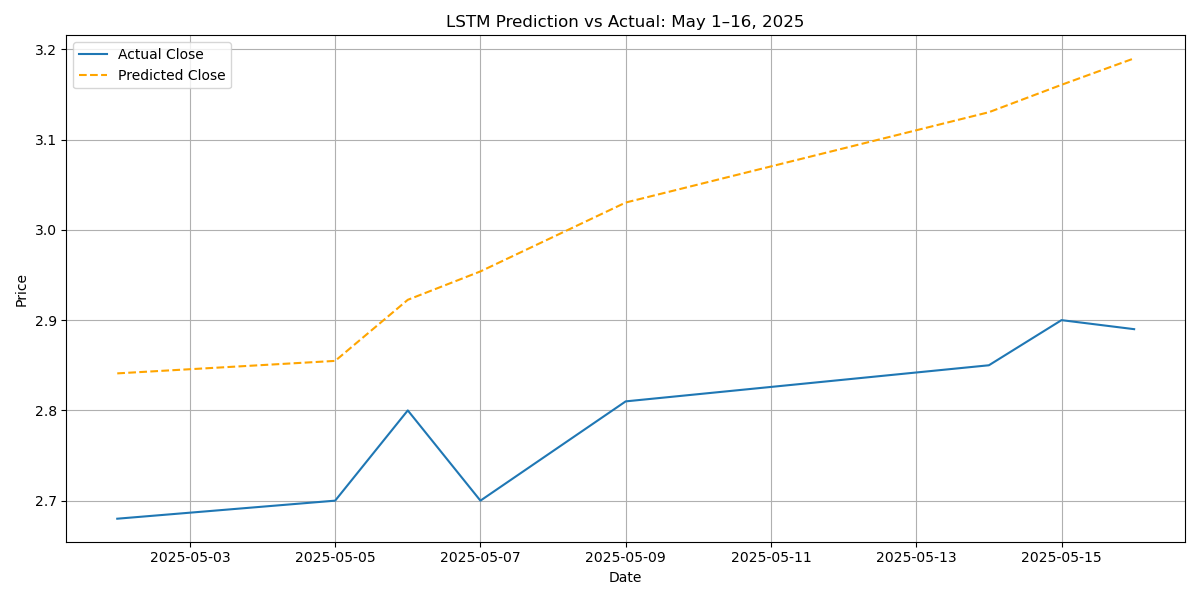 LSTM Prediction vs Actual: May 1–16, 2025
Actual Close
Predicted Close
3.2
3.1
3.0
2.9
2.8
2.7
Price
2025-05-03 2025-05-05 2025-05-07 2025-05-09 2025-05-11 2025-05-13 2025-05-15
Date